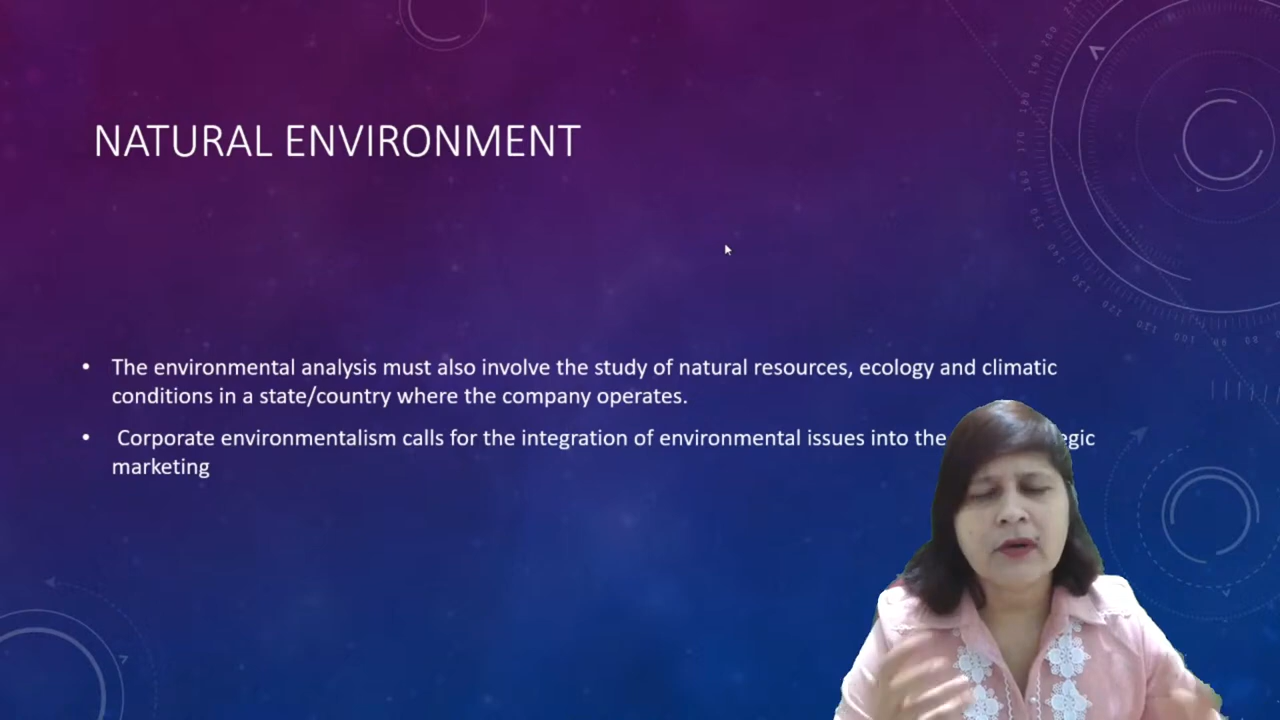 NATURAL ENVIRONMENT
• The environmental analysis must also involve the study of natural resources, ecology and climatic
conditions in a state/country where the company operates.
• Corporate environmentalism calls for the integration of environmental issues into the
marketing